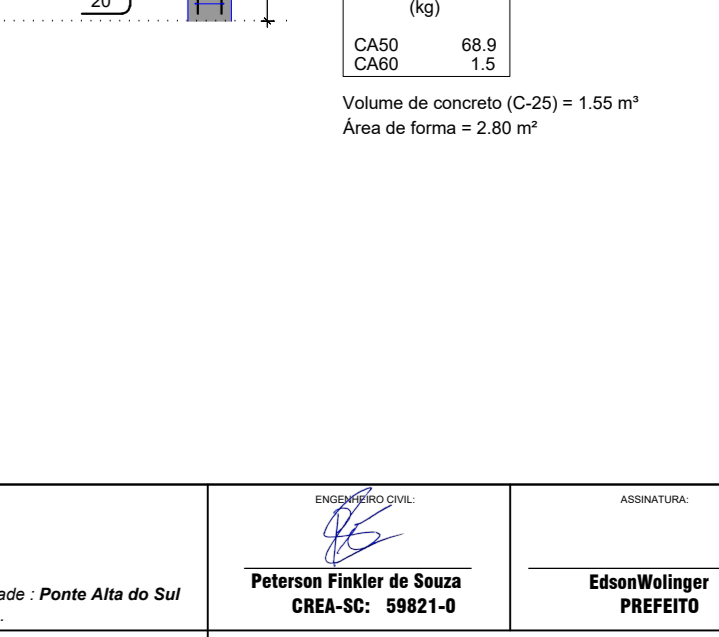 20
(kg)
CA50 68.9
CA60 1.5
Volume de concreto (C-25) = 1.55 m³
Área de forma = 2.80 m²
ENGENHEIRO CIVIL:
ASSINATURA:
ade : Ponte Alta do Sul
.
Peterson Finkler de Souza
CREA-SC: 59821-0
EdsonWolinger
PREFEITO